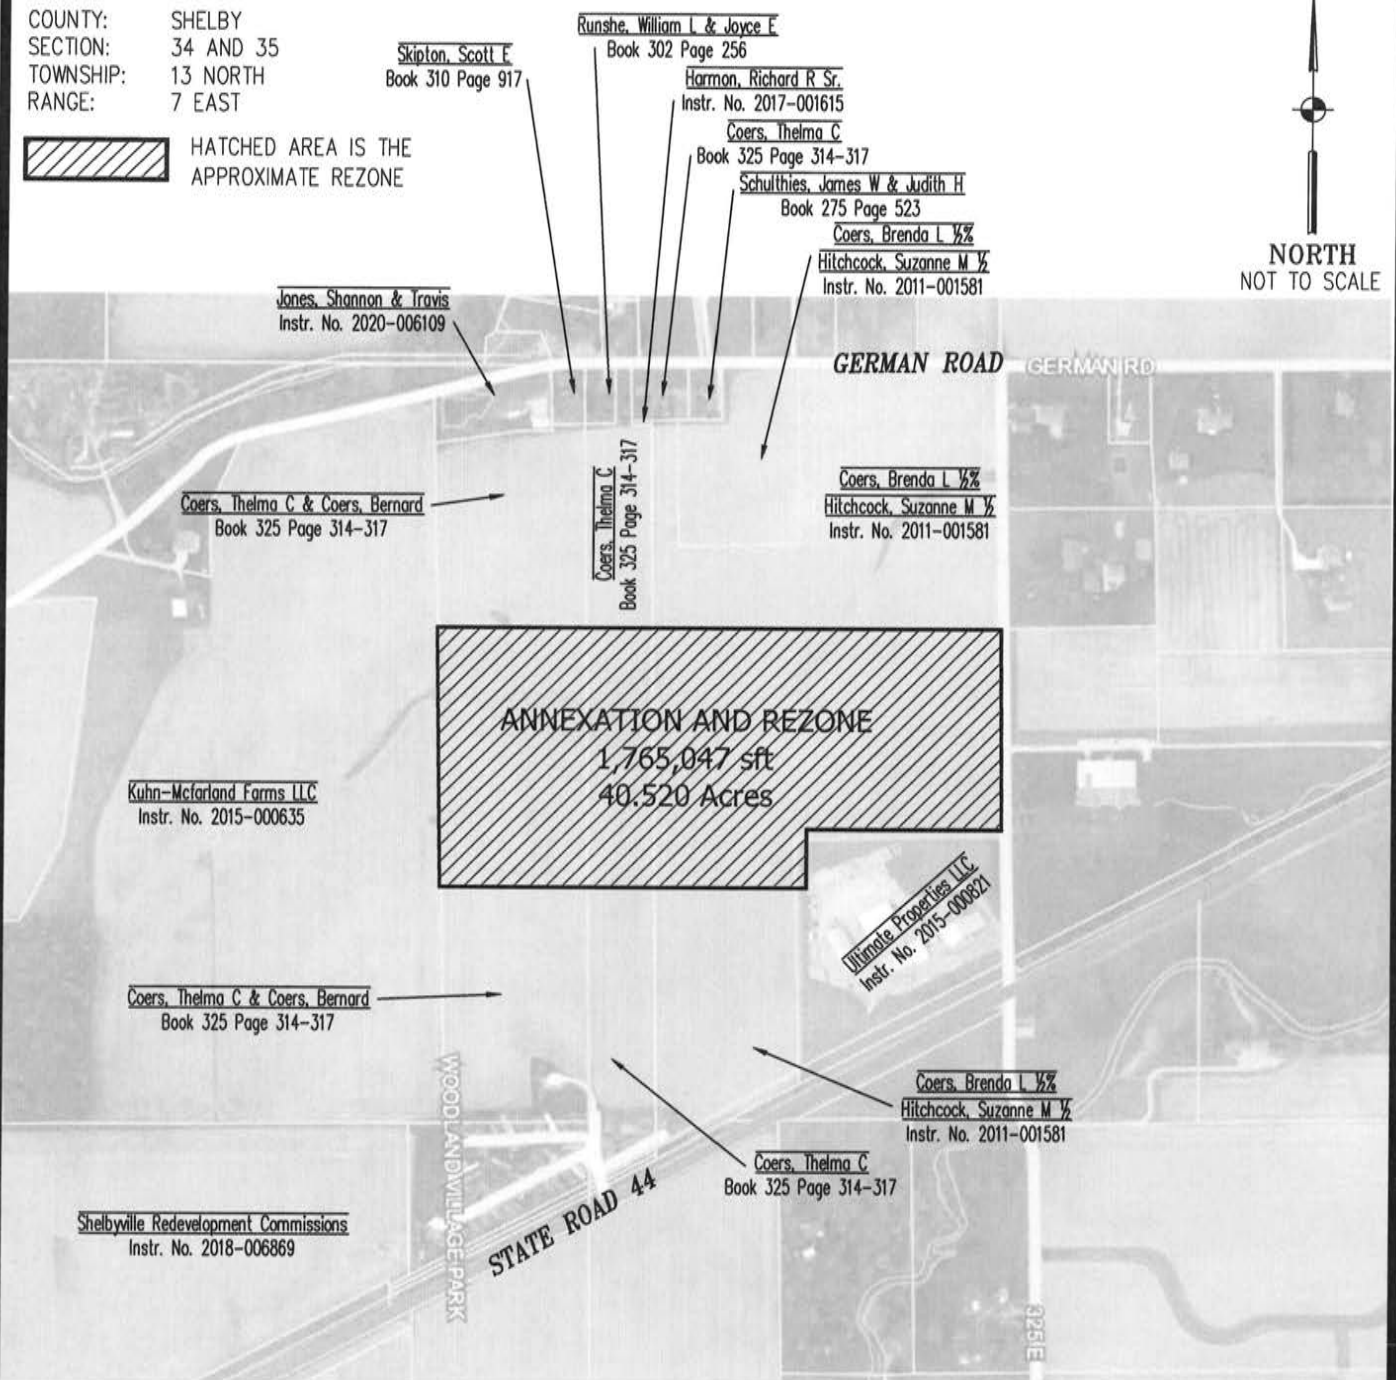 COUNTY: SHELBY
SECTION: 34 AND 35
TOWNSHIP: 13 NORTH
RANGE: 7 EAST
HATCHED AREA IS THE
APPROXIMATE REZONE
Skipton, Scott E
Book 310 Page 917
Runshe, William L & Joyce E
Book 302 Page 256
Harmon, Richard R Sr.
Instr. No. 2017-001615
Coers, Thelma C
Book 325 Page 314-317
Schulthies, James W & Judith H
Book 275 Page 523
Coers, Brenda L ½%
Hitchcock, Suzanne M ½
Instr. No. 2011-001581
NORTH
NOT TO SCALE
Jones, Shannon & Travis
Instr. No. 2020-006109
GERMAN ROAD
GERMAN RD
Coers, Thelma C & Coers, Bernard
Book 325 Page 314-317
Coers, Thelma C
Book 325 Page 314-317
Coers, Brenda L ½%
Hitchcock, Suzanne M ½
Instr. No. 2011-001581
ANNEXATION AND REZONE
1,765,047 sft
40.520 Acres
Kuhn-Mcfarland Farms LLC
Instr. No. 2015-000635
Ultimate Properties LLC
Instr. No. 2015-000821
Coers, Thelma C & Coers, Bernard
Book 325 Page 314-317
WOODLAND VILLAGE PARK
Coers, Brenda L ½%
Hitchcock, Suzanne M ½
Instr. No. 2011-001581
Coers, Thelma C
Book 325 Page 314-317
STATE ROAD 44
Shelbyville Redevelopment Commissions
Instr. No. 2018-006869
325 E